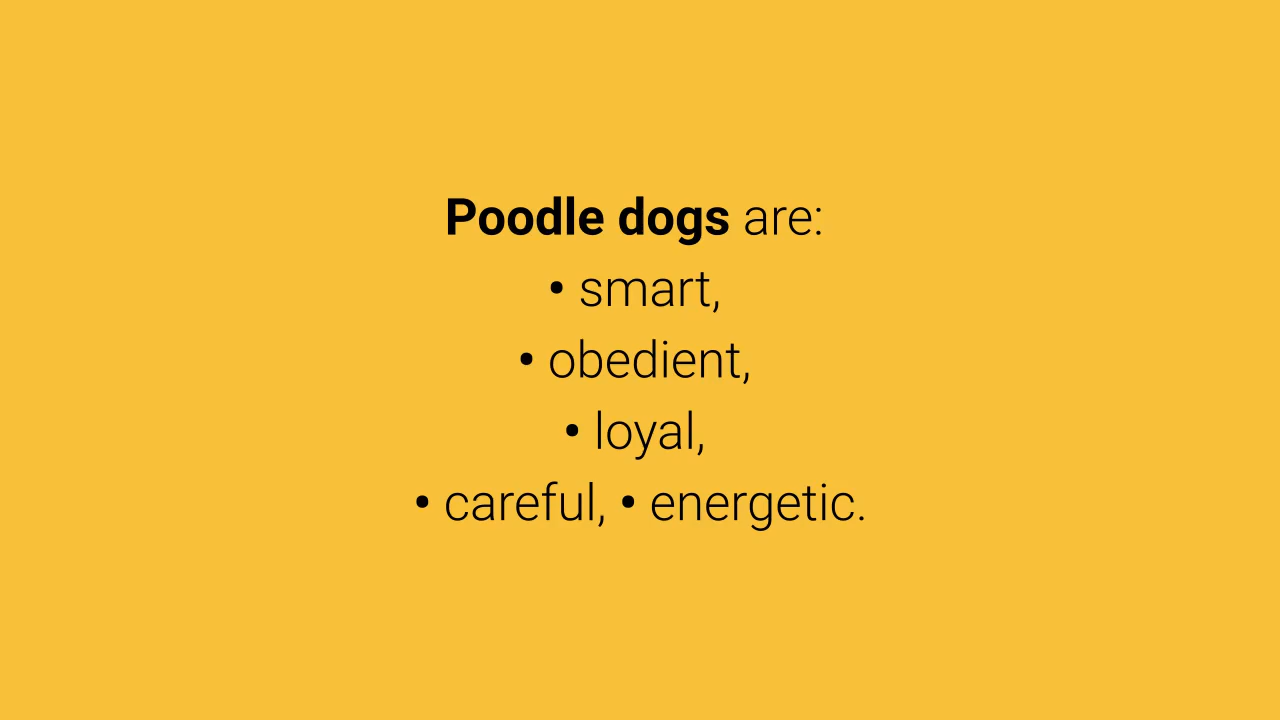 Poodle dogs are:
• smart,
• obedient,
• loyal,
• careful, • energetic.